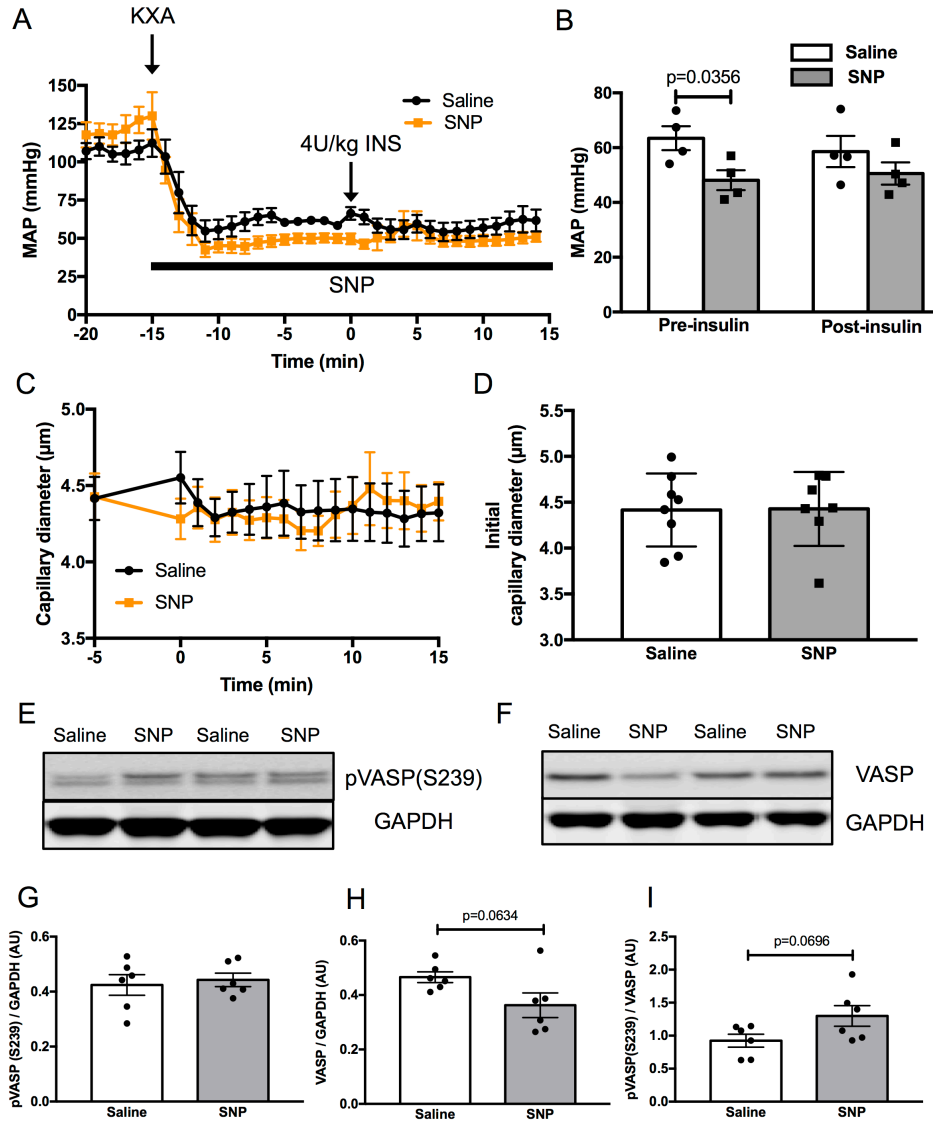 A
KXA
Saline
SNP
4U/kg INS
SNP
MAP (mmHg)
150
125
100
75
50
25
0
-20 -15 -10 -5 0 5 10 15
Time (min)
B
Saline
SNP
p=0.0356
MAP (mmHg)
80
60
40
20
0
Pre-insulin Post-insulin
C
Capillary diameter (µm)
5.0
4.5
4.0
3.5
Saline
SNP
-5 0 5 10 15
Time (min)
D
Initial
capillary diameter (µm)
5.5
5.0
4.5
4.0
3.5
3.0
Saline SNP
E
Saline SNP Saline SNP
pVASP(S239)
GAPDH
F
Saline SNP Saline SNP
VASP
GAPDH
G
pVASP (S239) / GAPDH (AU)
0.6
0.4
0.2
0.0
Saline SNP
H
p=0.0634
VASP / GAPDH (AU)
0.6
0.4
0.2
0.0
Saline SNP
I
p=0.0696
pVASP(S239) / VASP (AU)
2.5
2.0
1.5
1.0
0.5
0.0
Saline SNP